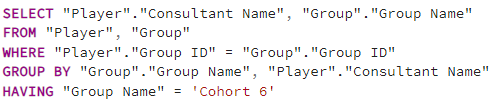 SELECT "Player"."Consultant Name", "Group"."Group Name"
FROM "Player", "Group"
WHERE "Player"."Group ID" = "Group"."Group ID"
GROUP BY "Group"."Group Name", "Player"."Consultant Name"
HAVING "Group Name" = 'Cohort 6'